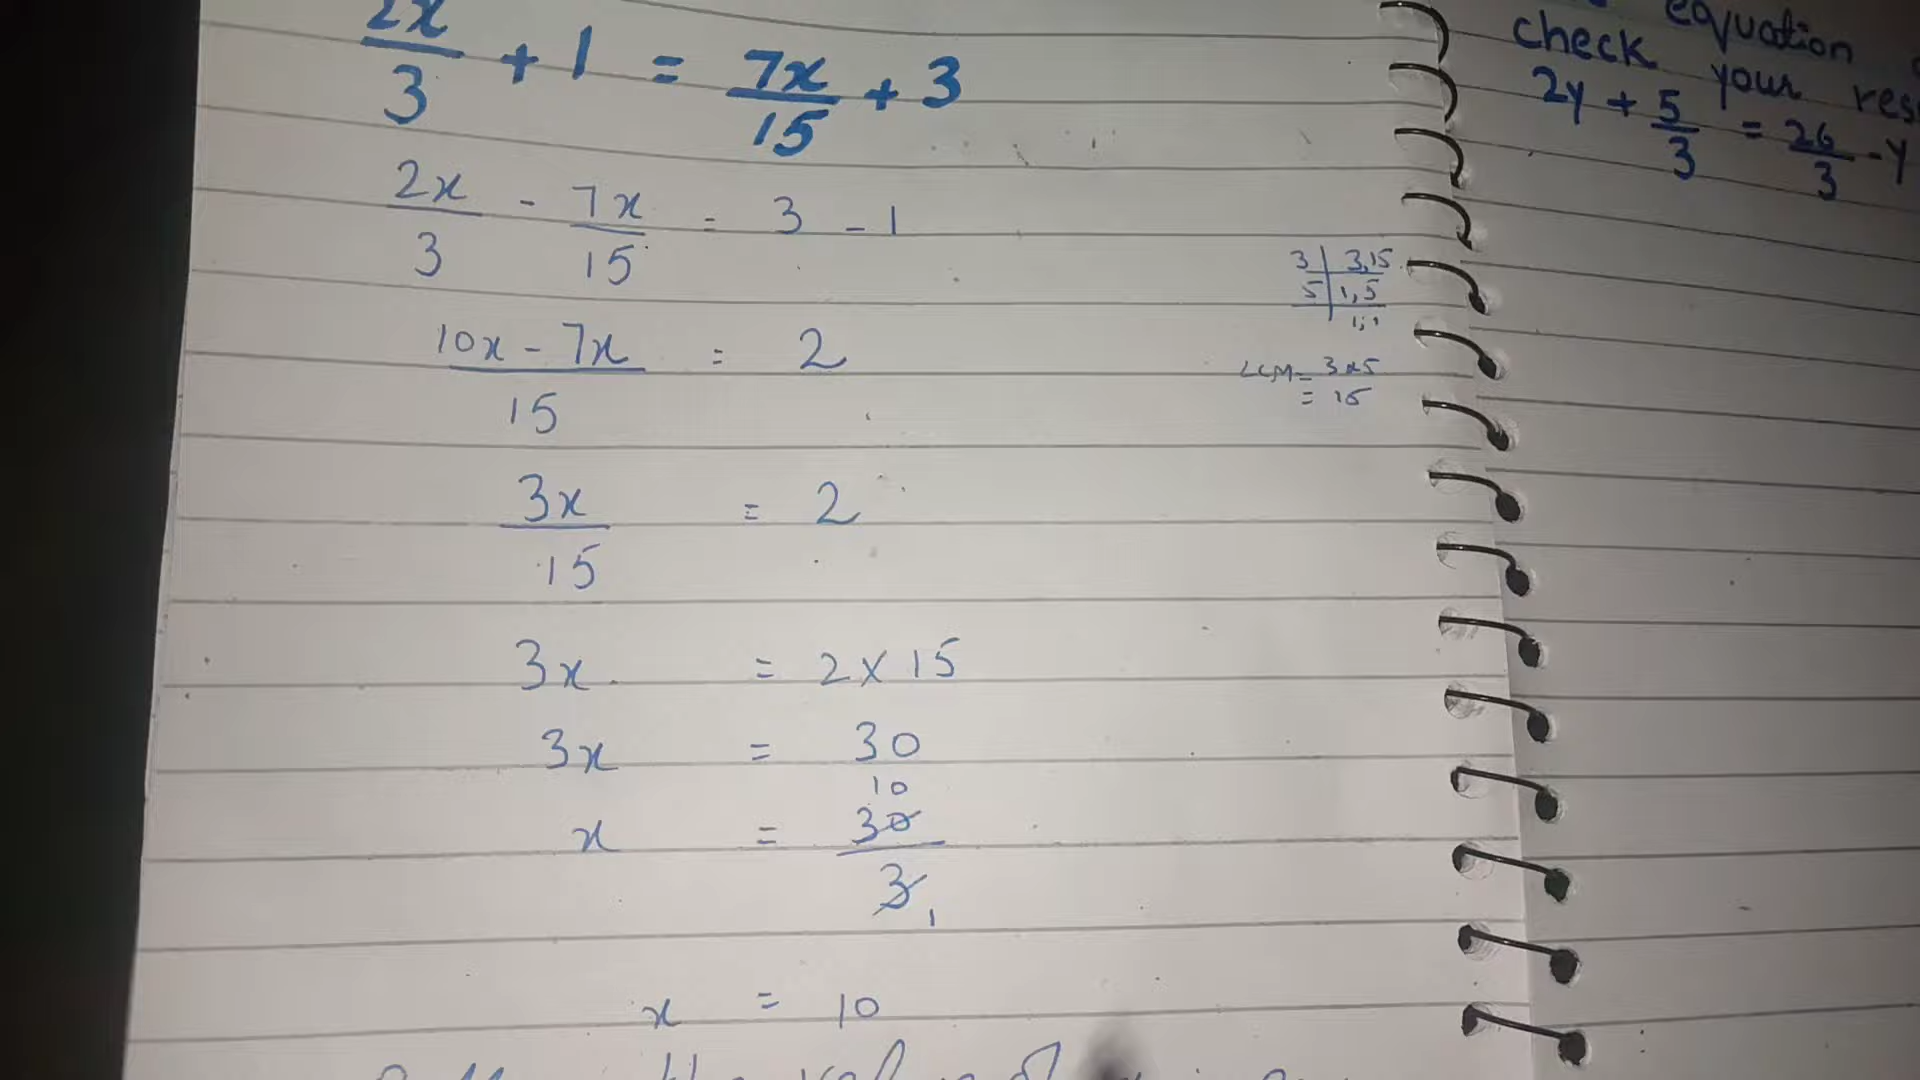 2x/3 + 1 = 7x/15 + 3
2x/3 - 7x/15 = 3 - 1
10x - 7x/15 = 2
3x/15 = 2
3x = 2 × 15
3x = 30
10
x = 30/3 1
x = 10
3 | 3,15
5 | 1,5
1,1
LCM = 3×5
= 15
equation
check your res
2y + 5/3 = 26/3 - y